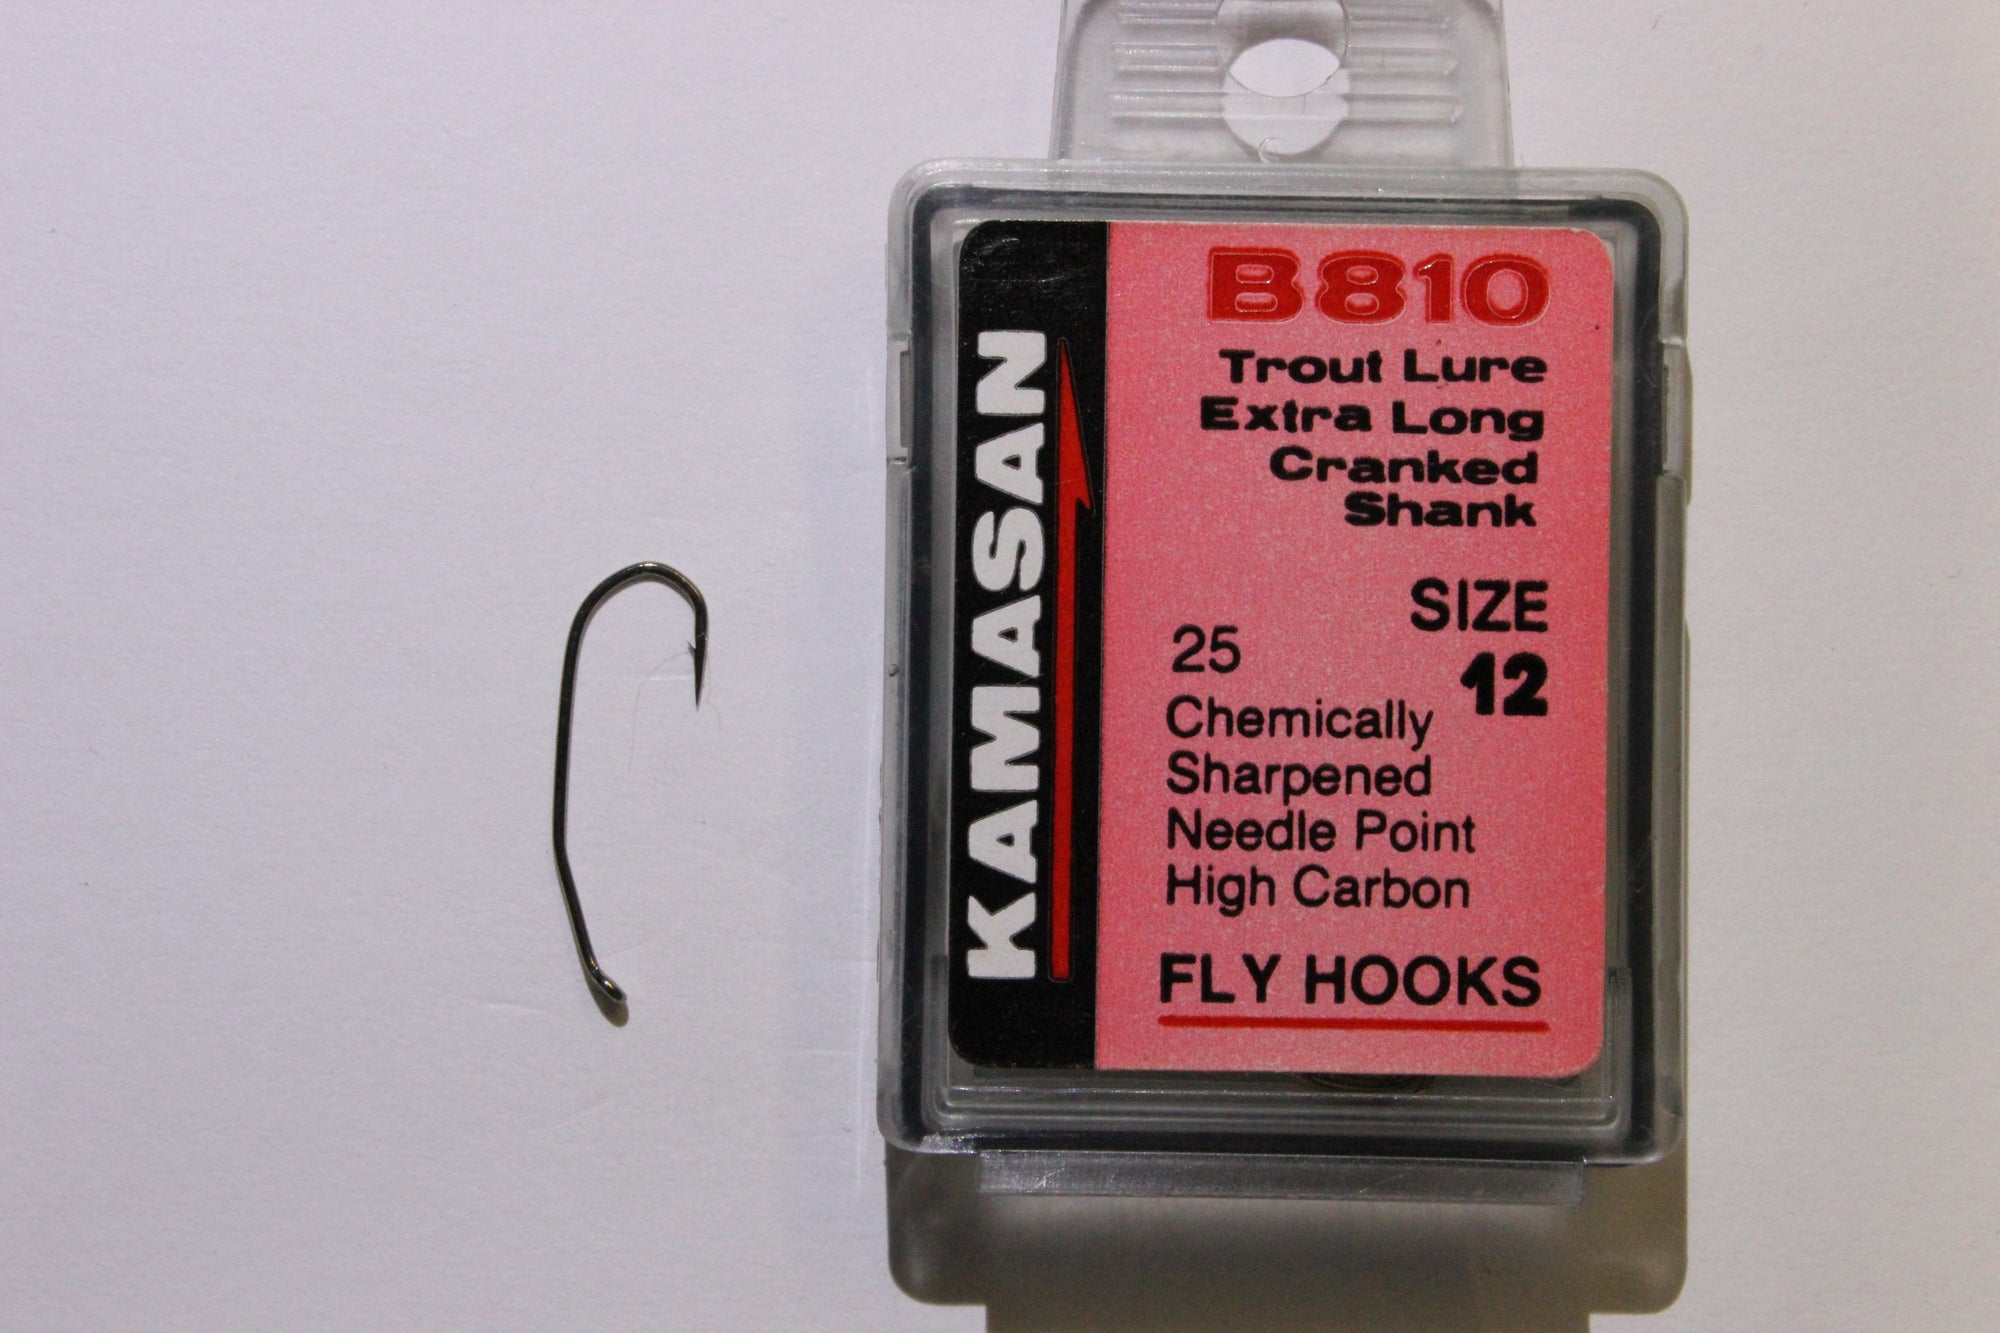 KAMASAN
B810
Trout Lure
Extra Long
Cranked
Shank
SIZE
12
25
Chemically
Sharpened
Needle Point
High Carbon
FLY HOOKS